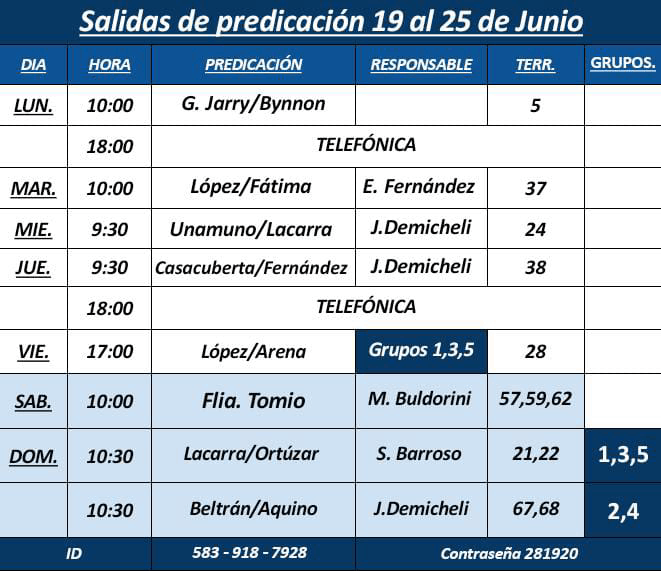 Salidas de predicación 19 al 25 de Junio
DIA HORA PREDICACIÓN RESPONSABLE TERR. GRUPOS.
LUN. 10:00 G. Jarry/Bynnon 5
18:00 TELEFÓNICA
MAR. 10:00 López/Fátima E. Fernández 37
MIE. 9:30 Unamuno/Lacarra J.Demicheli 24
JUE. 9:30 Casacuberta/Fernández J.Demicheli 38
18:00 TELEFÓNICA
VIE. 17:00 López/Arena Grupos 1,3,5 28
SAB. 10:00 Flia. Tomio M. Buldorini 57,59,62
DOM. 10:30 Lacarra/Ortúzar S. Barroso 21,22 1,3,5
10:30 Beltrán/Aquino J.Demicheli 67,68 2,4
ID 583 - 918 - 7928 Contraseña 281920